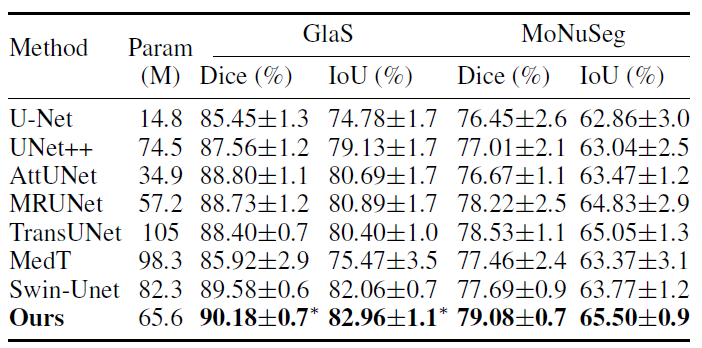 Method Param GlaS MoNuSeg
(M) Dice (%) IoU (%) Dice (%) IoU (%)
U-Net 14.8 85.45±1.3 74.78±1.7 76.45±2.6 62.86±3.0
UNet++ 74.5 87.56±1.2 79.13±1.7 77.01±2.1 63.04±2.5
AttUNet 34.9 88.80±1.1 80.69±1.7 76.67±1.1 63.47±1.2
MRUNet 57.2 88.73±1.2 80.89±1.7 78.22±2.5 64.83±2.9
TransUNet 105 88.40±0.7 80.40±1.0 78.53±1.1 65.05±1.3
MedT 98.3 85.92±2.9 75.47±3.5 77.46±2.4 63.37±3.1
Swin-Unet 82.3 89.58±0.6 82.06±0.7 77.69±0.9 63.77±1.2
Ours 65.6 90.18±0.7* 82.96±1.1* 79.08±0.7 65.50±0.9